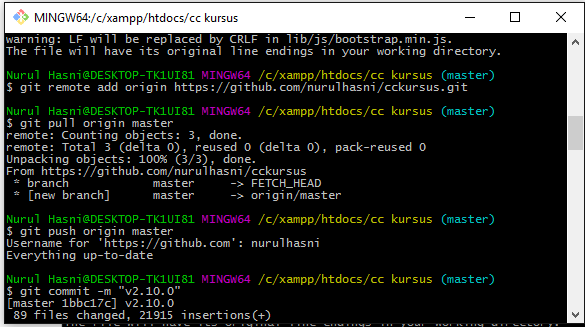 MINGW64:/c/xampp/htdocs/cc kursus
warning: LF will be replaced by CRLF in lib/js/bootstrap.min.js.
The file will have its original line endings in your working directory.
Nurul Hasni@DESKTOP-TK1UI81 MINGW64 /c/xampp/htdocs/cc kursus (master)
$ git remote add origin https://github.com/nurulhasni/cckursus.git
Nurul Hasni@DESKTOP-TK1UI81 MINGW64 /c/xampp/htdocs/cc kursus (master)
$ git pull origin master
remote: Counting objects: 3, done.
remote: Total 3 (delta 0), reused 0 (delta 0), pack-reused 0
Unpacking objects: 100% (3/3), done.
From https://github.com/nurulhasni/cckursus
 * branch            master     -> FETCH_HEAD
 * [new branch]      master     -> origin/master
Nurul Hasni@DESKTOP-TK1UI81 MINGW64 /c/xampp/htdocs/cc kursus (master)
$ git push origin master
Username for 'https://github.com': nurulhasni
Everything up-to-date
Nurul Hasni@DESKTOP-TK1UI81 MINGW64 /c/xampp/htdocs/cc kursus (master)
$ git commit -m "v2.10.0"
[master 1bbc17c] v2.10.0
 89 files changed, 21915 insertions(+)